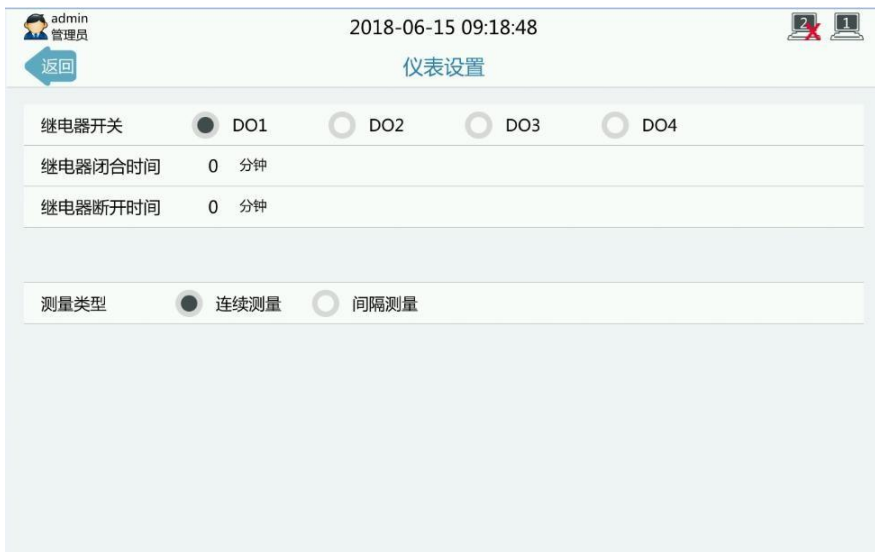 admin
管理员
2018-06-15 09:18:48
2
1
返回
仪表设置
继电器开关 DO1 DO2 DO3 DO4
继电器闭合时间 0 分钟
继电器断开时间 0 分钟
测量类型 连续测量 间隔测量